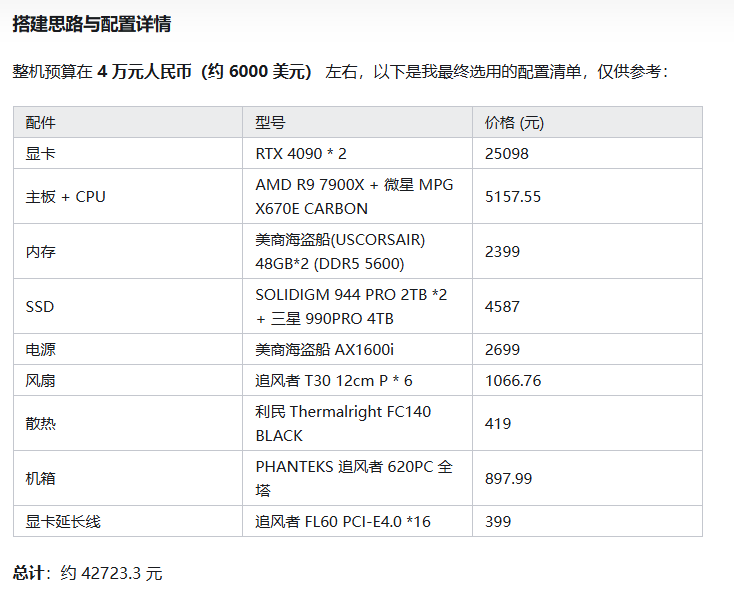 搭建思路与配置详情
整机预算在 4 万元人民币（约 6000 美元） 左右，以下是我最终选用的配置清单，仅供参考：
配件 型号 价格 (元)
显卡 RTX 4090 * 2 25098
主板 + CPU AMD R9 7900X + 微星 MPG
X670E CARBON 5157.55
内存 美商海盗船(USCORSAIR)
48GB*2 (DDR5 5600) 2399
SSD SOLIDIGM 944 PRO 2TB *2
+ 三星 990PRO 4TB 4587
电源 美商海盗船 AX1600i 2699
风扇 追风者 T30 12cm P * 6 1066.76
散热 利民 Thermalright FC140
BLACK 419
机箱 PHANTEKS 追风者 620PC 全
塔 897.99
显卡延长线 追风者 FL60 PCI-E4.0 *16 399
总计：约 42723.3 元